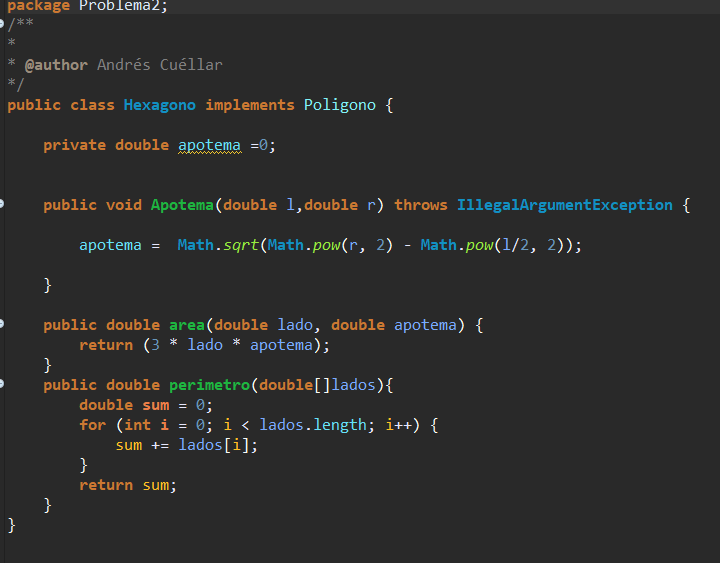 package Problema2;
/**
*
* @author Andrés Cuéllar
*/
public class Hexagono implements Poligono {
private double apotema =0;
public void Apotema(double l,double r) throws IllegalArgumentException {
apotema =  Math.sqrt(Math.pow(r, 2) - Math.pow(l/2, 2));
}
public double area(double lado, double apotema) {
return (3 * lado * apotema);
}
public double perimetro(double[]lados){
double sum = 0;
for (int i = 0; i < lados.length; i++) {
sum += lados[i];
}
return sum;
}
}